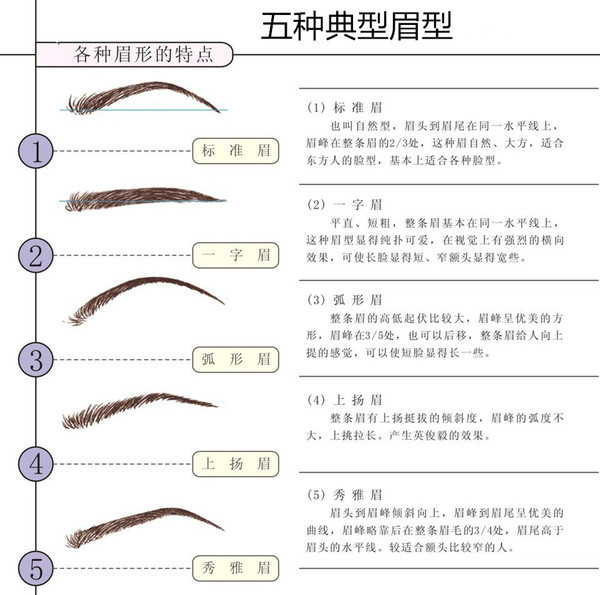 五种典型眉型
各种眉形的特点
1
标准眉
2
一字眉
3
弧形眉
4
上扬眉
5
秀雅眉
(1) 标准眉
也叫自然型，眉头到眉尾在同一水平线上，
眉峰在整条眉的2/3处，这种眉自然、大方，适合
东方人的脸型，基本上适合各种脸型。
(2) 一字眉
平直、短粗，整条眉基本在同一水平线上，
这种眉型显得纯扑可爱，在视觉上有强烈的横向
效果，可使长脸显得短、窄额头显得宽些。
(3) 弧形眉
整条眉的高低起伏比较大，眉峰呈优美的方
形，眉峰在3/5处，也可以后移，整条眉给人向上
提的感觉，可以使短脸显得长一些。
(4) 上扬眉
整条眉有上扬挺拔的倾斜度，眉峰的弧度不
大，上挑拉长。产生英俊毅的效果。
(5) 秀雅眉
眉头到眉峰倾斜向上，眉峰到眉尾呈优美的
曲线，眉峰略靠后在整条眉毛的3/4处，眉尾高于
眉头的水平线。较适合额头比较窄的人。